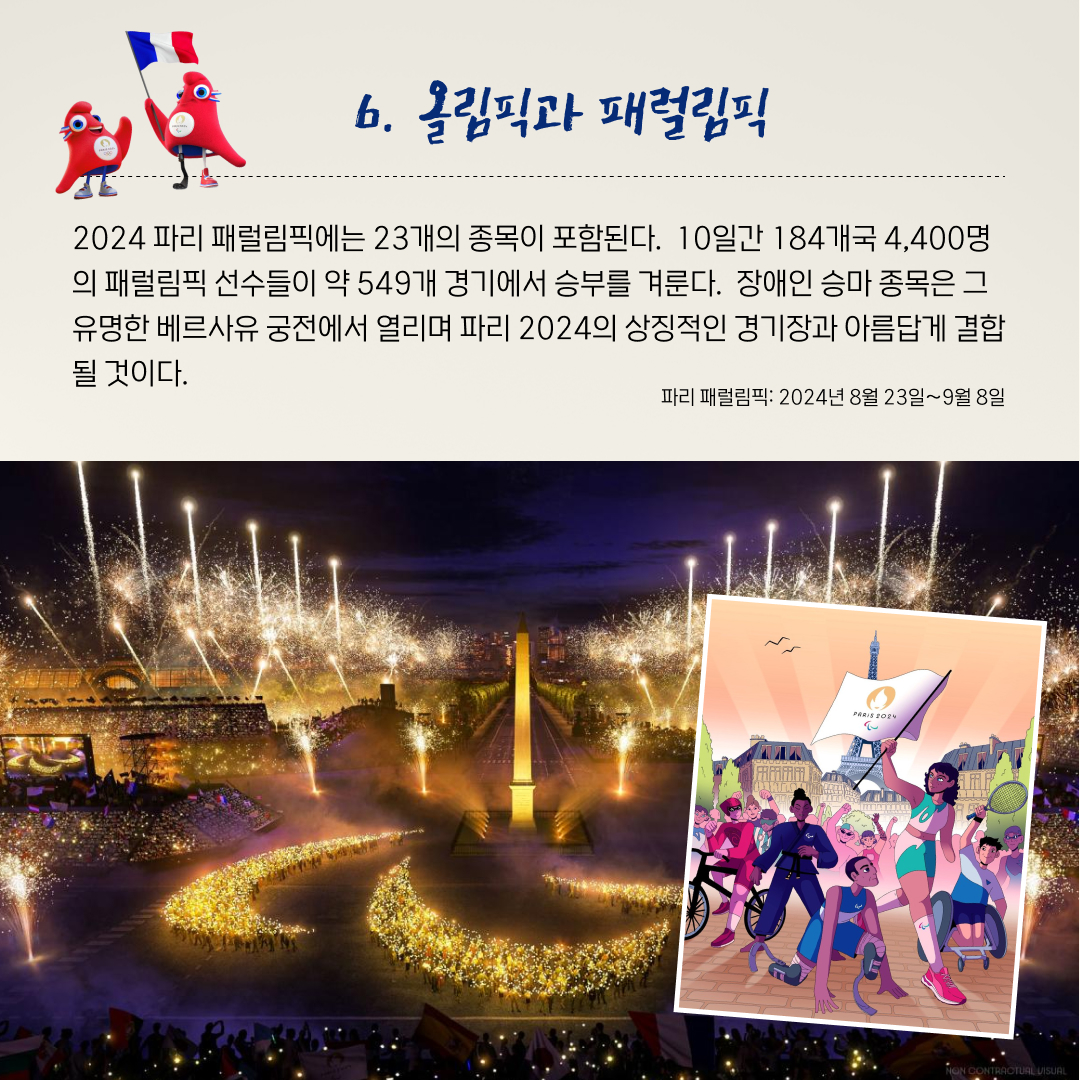 6. 올림픽과 패럴림픽
2024 파리 패럴림픽에는 23개의 종목이 포함된다. 10일간 184개국 4,400명
의 패럴림픽 선수들이 약 549개 경기에서 승부를 겨룬다. 장애인 승마 종목은 그
유명한 베르사유 궁전에서 열리며 파리 2024의 상징적인 경기장과 아름답게 결합
될 것이다.
파리 패럴림픽: 2024년 8월 23일~9월 8일
PARIS 2024
NON CONTRACTUAL VISUAL